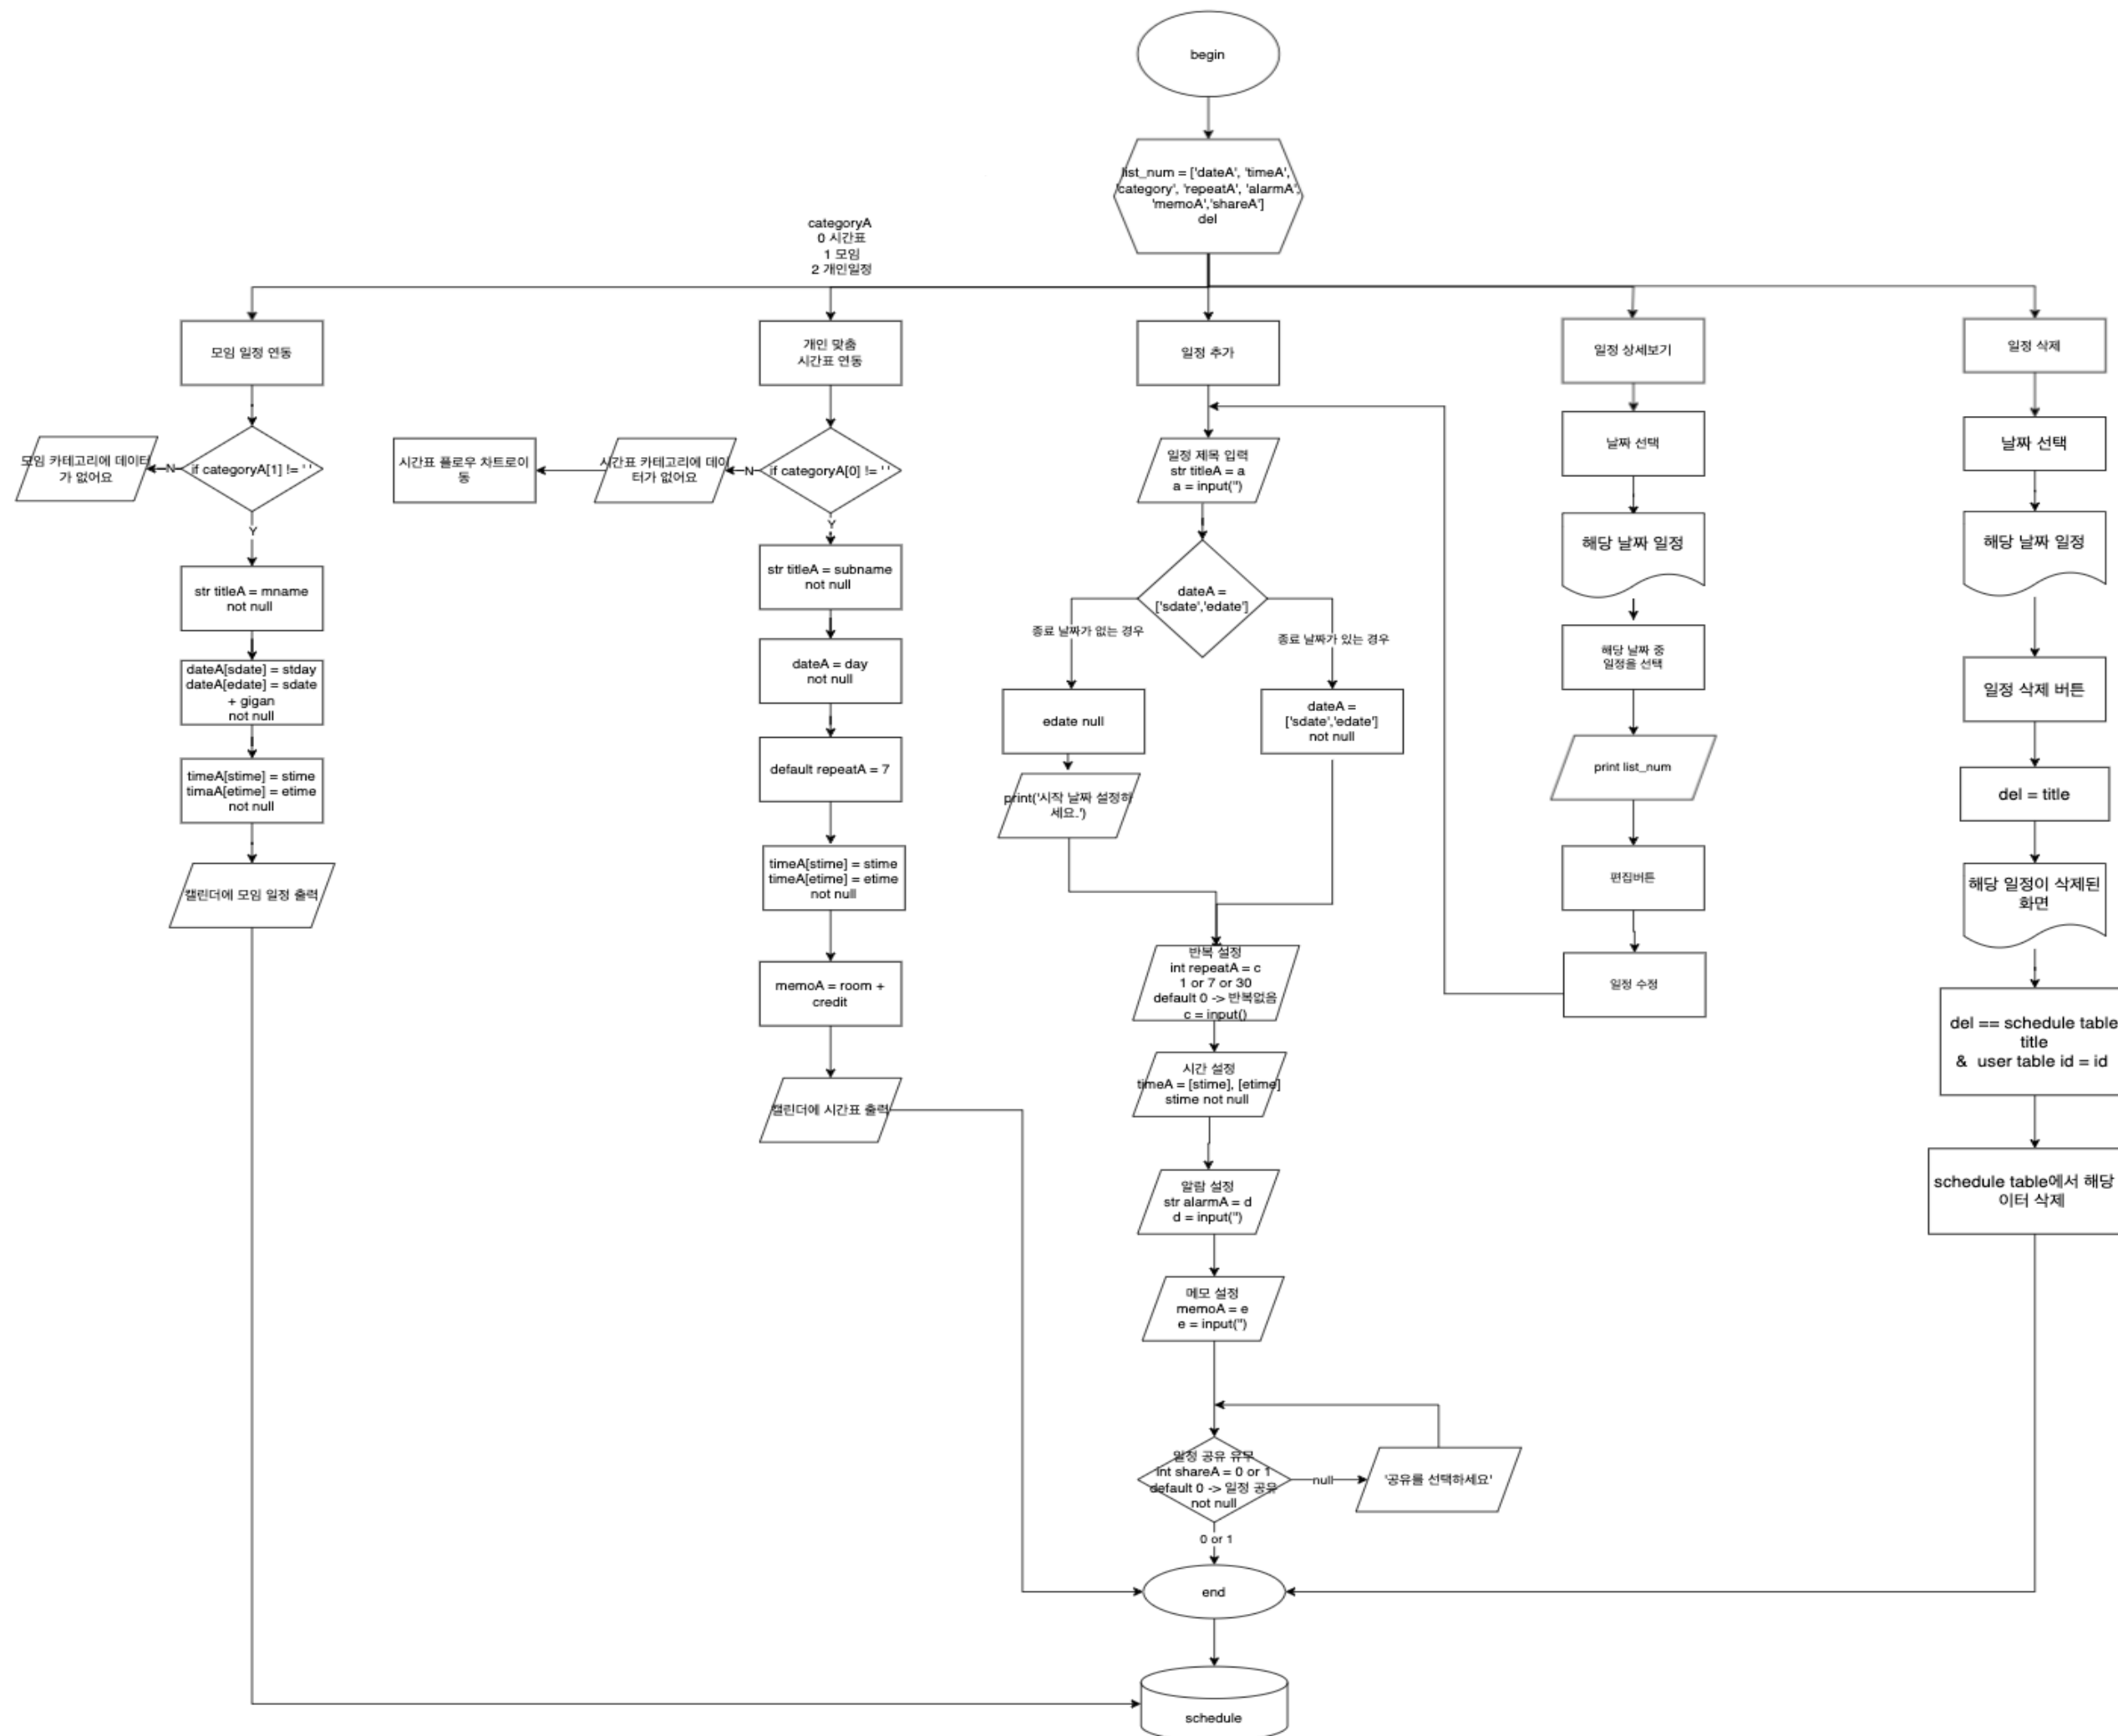 begin
list_num = ['dateA', 'timeA',
'category', 'repeatA', 'alarmA',
'memoA','shareA']
del
categoryA
0 시간표
1 모임
2 개인일정
모임 일정 연동
if categoryA[1] != ' '
N
모임 카테고리에 데이터
가 없어요
Y
str titleA = mname
not null
dateA[sdate] = stday
dateA[edate] = sdate
+ gigan
not null
timeA[stime] = stime
timaA[etime] = etime
not null
캘린더에 모임 일정 출력
개인 맞춤
시간표 연동
if categoryA[0] != ' '
N
시간표 카테고리에 데이
터가 없어요
시간표 플로우 차트로이
동
Y
str titleA = subname
not null
dateA = day
not null
default repeatA = 7
timeA[stime] = stime
timeA[etime] = etime
not null
memoA = room +
credit
캘린더에 시간표 출력
일정 추가
일정 제목 입력
str titleA = a
a = input('')
dateA =
['sdate','edate']
종료 날짜가 없는 경우
종료 날짜가 있는 경우
edate null
print('시작 날짜 설정하
세요.')
dateA =
['sdate','edate']
not null
반복 설정
int repeatA = c
1 or 7 or 30
default 0 -> 반복없음
c = input()
시간 설정
timeA = [stime], [etime]
stime not null
알람 설정
str alarmA = d
d = input('')
메모 설정
memoA = e
e = input('')
일정 공유 유무
int shareA = 0 or 1
default 0 -> 일정 공유
not null
null
'공유를 선택하세요'
0 or 1
end
schedule
일정 상세보기
날짜 선택
해당 날짜 일정
해당 날짜 중
일정을 선택
print list_num
편집버튼
일정 수정
일정 삭제
날짜 선택
해당 날짜 일정
일정 삭제 버튼
del = title
해당 일정이 삭제된
화면
del == schedule table
title
& user table id = id
schedule table에서 해당
이터 삭제